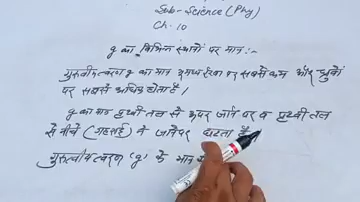 Sub-Science (Phy)
Ch-10
g का विभिन्न स्थानों पर मान :-
गुरुत्वीय त्वरण g का मान भूमध्य रेखा पर सबसे कम और ध्रुवों
पर सबसे अधिक होता है।
g का मान पृथ्वी तल से ऊपर जाने पर व पृथ्वी तल
से नीचे (गहराई) में जाने पर घटता है
गुरुत्वीय त्वरण 'g' के मान